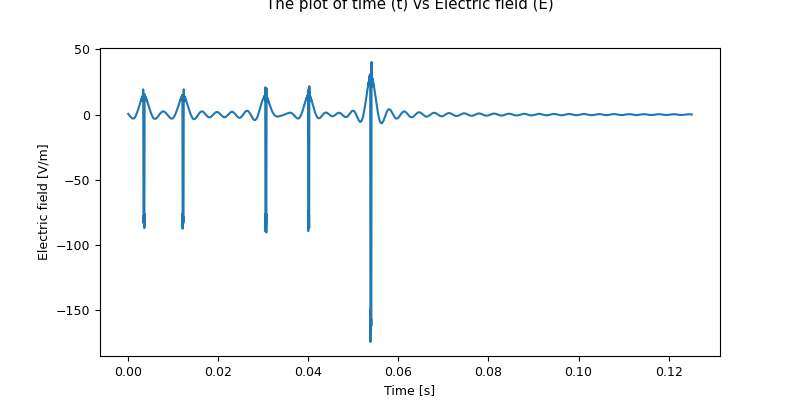 The plot of time (t) vs Electric field (E)
50
0
−50
−100
−150
Electric field [V/m]
0.00 0.02 0.04 0.06 0.08 0.10 0.12
Time [s]